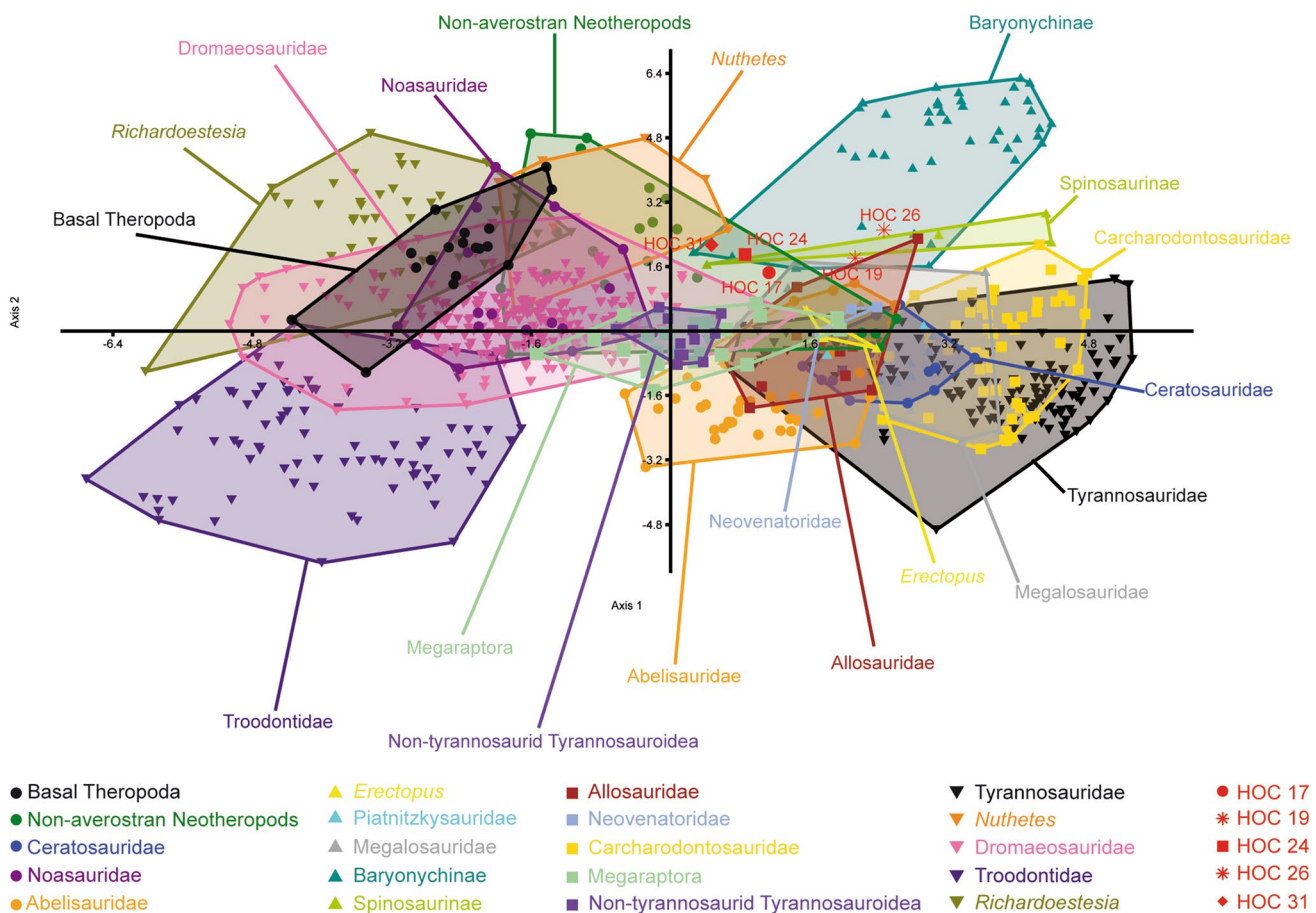 Non-averostran Neotheropods
Baryonychinae
Dromaeosauridae
Nuthetes
Noasauridae
Richardoestesia
Spinosaurinae
Basal Theropoda
Carcharodontosauridae
HOC 26
HOC 31
HOC 24
HOC 19
HOC 17
6.4
4.8
3.2
1.6
-6.4
-4.8
-3.2
-1.6
1.6
3.2
4.8
-1.6
-3.2
-4.8
Axis 2
Axis 1
Ceratosauridae
Tyrannosauridae
Neovenatoridae
Erectopus
Megalosauridae
Megaraptora
Abelisauridae
Allosauridae
Troodontidae
Non-tyrannosaurid Tyrannosauroidea
Basal Theropoda
Non-averostran Neotheropods
Ceratosauridae
Noasauridae
Abelisauridae
Erectopus
Piatnitzkysauridae
Megalosauridae
Baryonychinae
Spinosaurinae
Allosauridae
Neovenatoridae
Carcharodontosauridae
Megaraptora
Non-tyrannosaurid Tyrannosauroidea
Tyrannosauridae
Nuthetes
Dromaeosauridae
Troodontidae
Richardoestesia
HOC 17
HOC 19
HOC 24
HOC 26
HOC 31